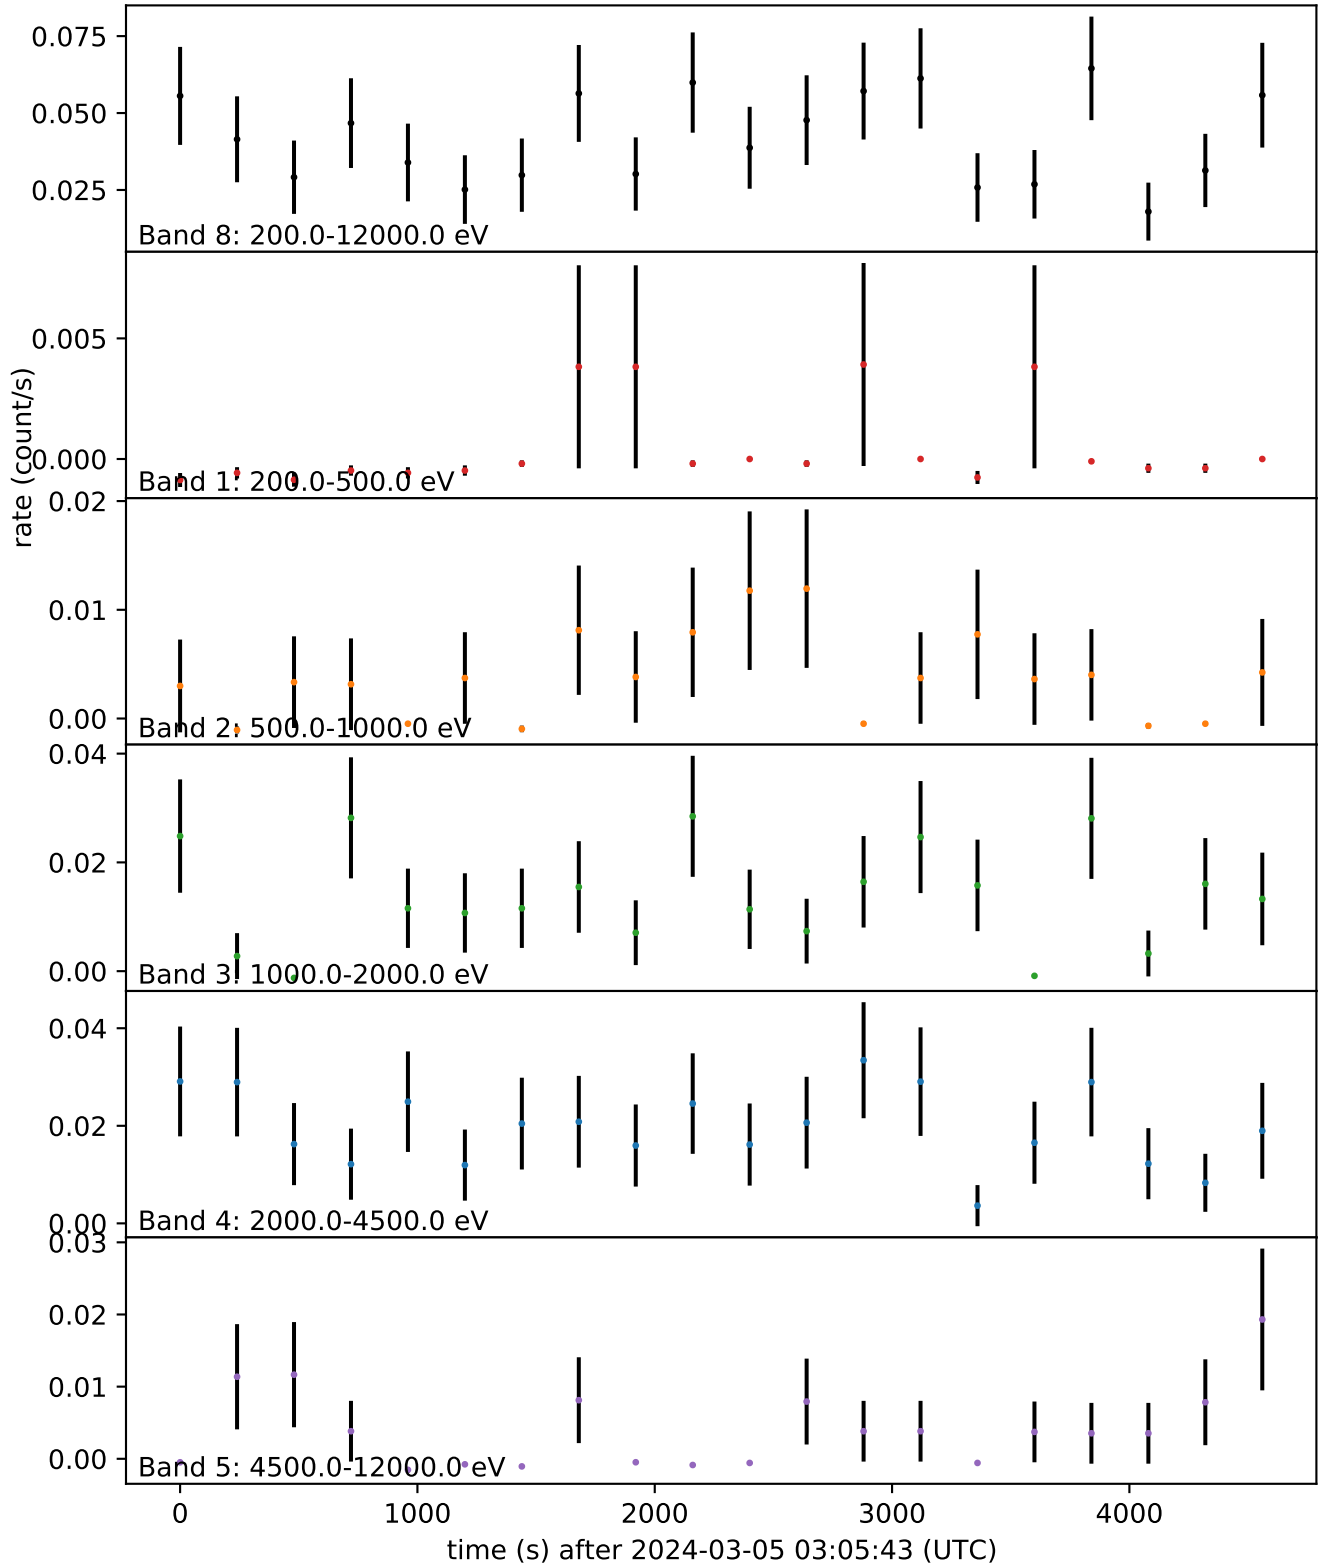 0.075
0.050
0.025
Band 8: 200.0-12000.0 eV
0.005
0.000
Band 1: 200.0-500.0 eV
rate (count/s)
0.02
0.01
0.00
Band 2: 500.0-1000.0 eV
0.04
0.02
0.00
Band 3: 1000.0-2000.0 eV
0.04
0.02
0.00
Band 4: 2000.0-4500.0 eV
0.03
0.02
0.01
0.00
Band 5: 4500.0-12000.0 eV
0 1000 2000 3000 4000
time (s) after 2024-03-05 03:05:43 (UTC)